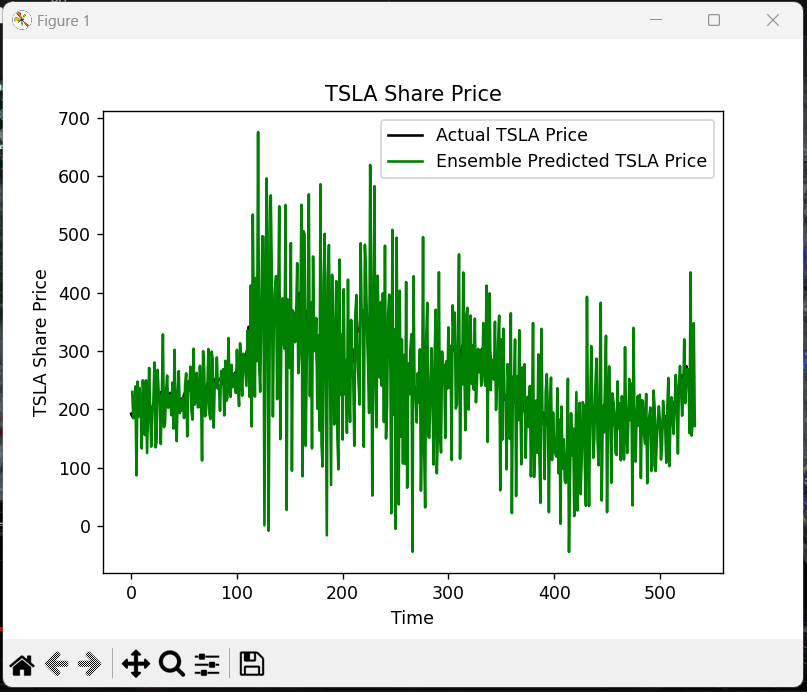 Figure 1
TSLA Share Price
Actual TSLA Price
Ensemble Predicted TSLA Price
700
600
500
400
300
200
100
0
TSLA Share Price
0 100 200 300 400 500
Time